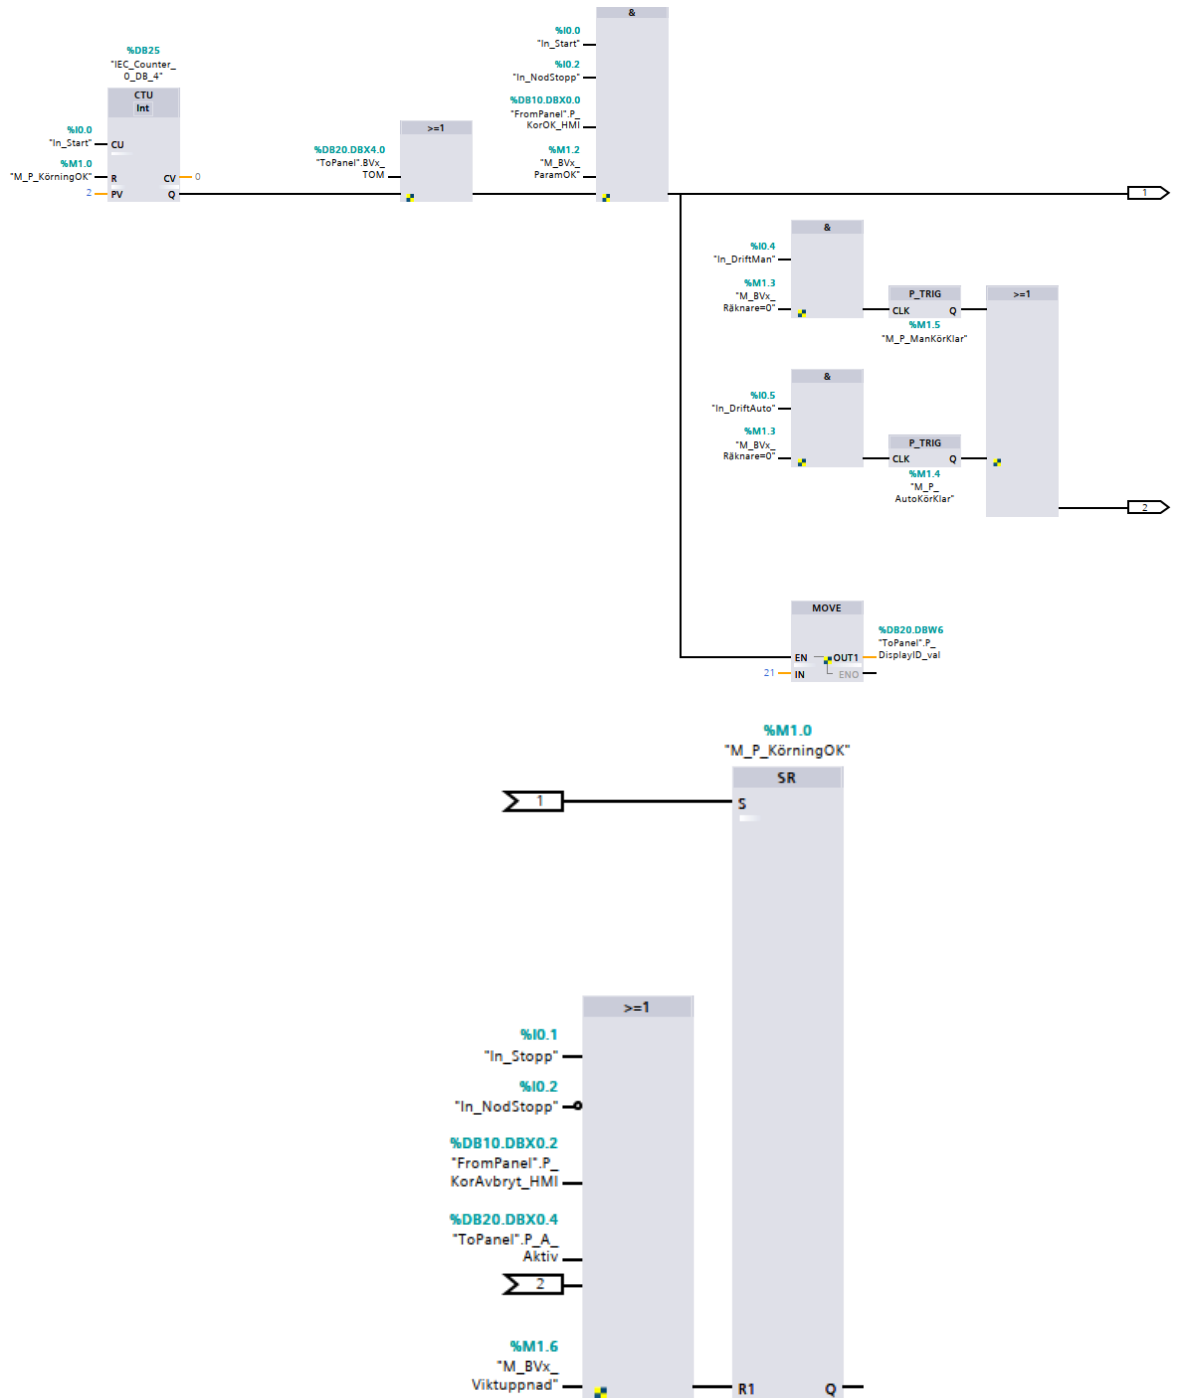 %DB25
"IEC_Counter_
0_DB_4"
CTU
Int
%I0.0
"In_Start"
CU
%M1.0
"M_P_KörningOK"
R
CV
0
2
PV
Q
%DB20.DBX4.0
"ToPanel".BVx_
TOM
>=1
&
%I0.0
"In_Start"
%I0.2
"In_NodStopp"
%DB10.DBX0.0
"FromPanel".P_
KorOK_HMI
%M1.2
"M_BVx_
ParamOK"
1
&
%I0.4
"In_DriftMan"
%M1.3
"M_BVx_
Räknare=0"
P_TRIG
CLK
Q
%M1.5
"M_P_ManKörKlar"
>=1
&
%I0.5
"In_DriftAuto"
%M1.3
"M_BVx_
Räknare=0"
P_TRIG
CLK
Q
%M1.4
"M_P_
AutoKörKlar"
2
MOVE
EN
OUT1
%DB20.DBW6
"ToPanel".P_
DisplayID_val
21
IN
ENO
%M1.0
"M_P_KörningOK"
SR
1
S
>=1
%I0.1
"In_Stopp"
%I0.2
"In_NodStopp"
%DB10.DBX0.2
"FromPanel".P_
KorAvbryt_HMI
%DB20.DBX0.4
"ToPanel".P_A_
Aktiv
2
%M1.6
"M_BVx_
Viktuppnad"
R1
Q